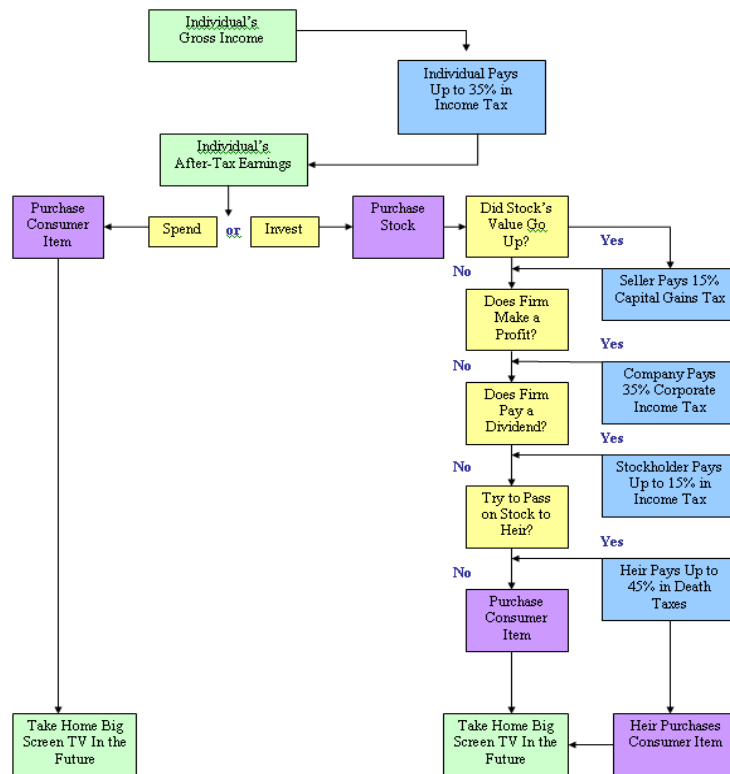 Individual's
Gross Income
Individual Pays
Up to 35% in
Income Tax
Individual's
After-Tax Earnings
Purchase
Consumer
Item
Spend
or
Invest
Purchase
Stock
Did Stock's
Value Go
Up?
Yes
No
Seller Pays 15%
Capital Gains Tax
Does Firm
Make a
Profit?
Yes
No
Company Pays
35% Corporate
Income Tax
Does Firm
Pay a
Dividend?
Yes
No
Stockholder Pays
Up to 15% in
Income Tax
Try to Pass
on Stock to
Heir?
Yes
No
Heir Pays Up to
45% in Death
Taxes
Purchase
Consumer
Item
Take Home Big
Screen TV In the
Future
Take Home Big
Screen TV In the
Future
Heir Purchases
Consumer Item